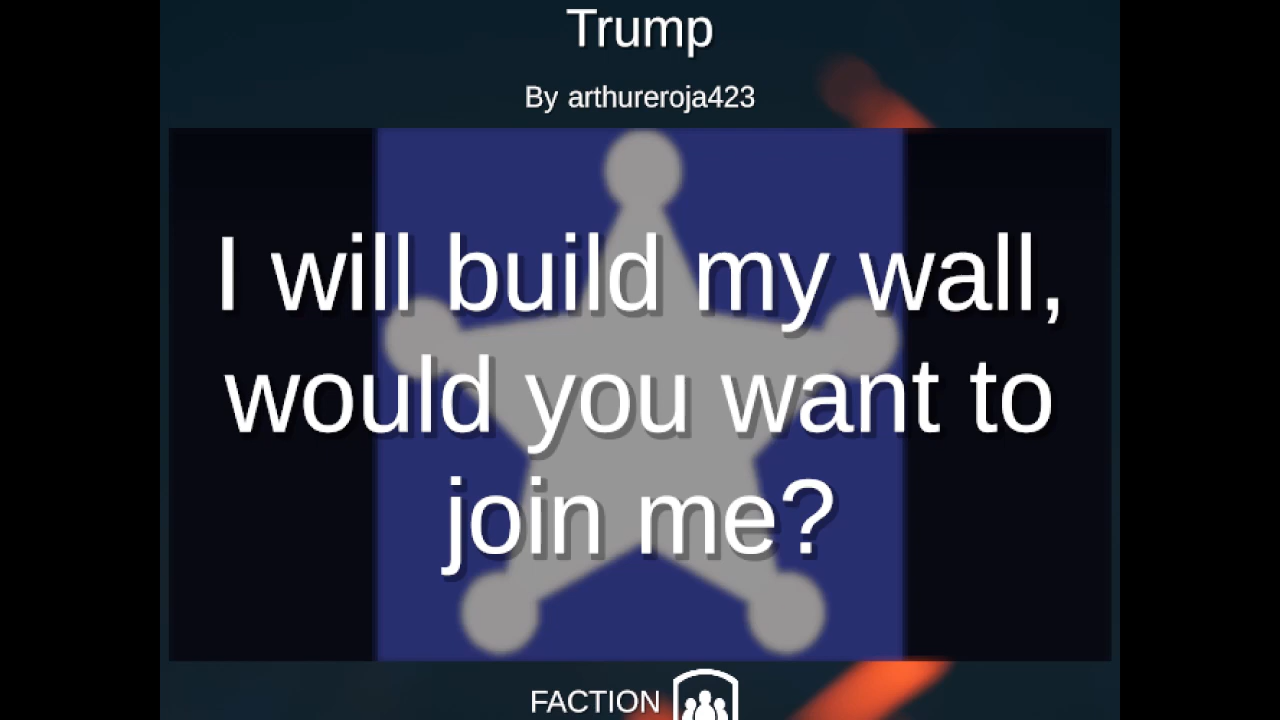 Trump
By arthureroja423
I will build my wall,
would you want to
join me?
FACTION